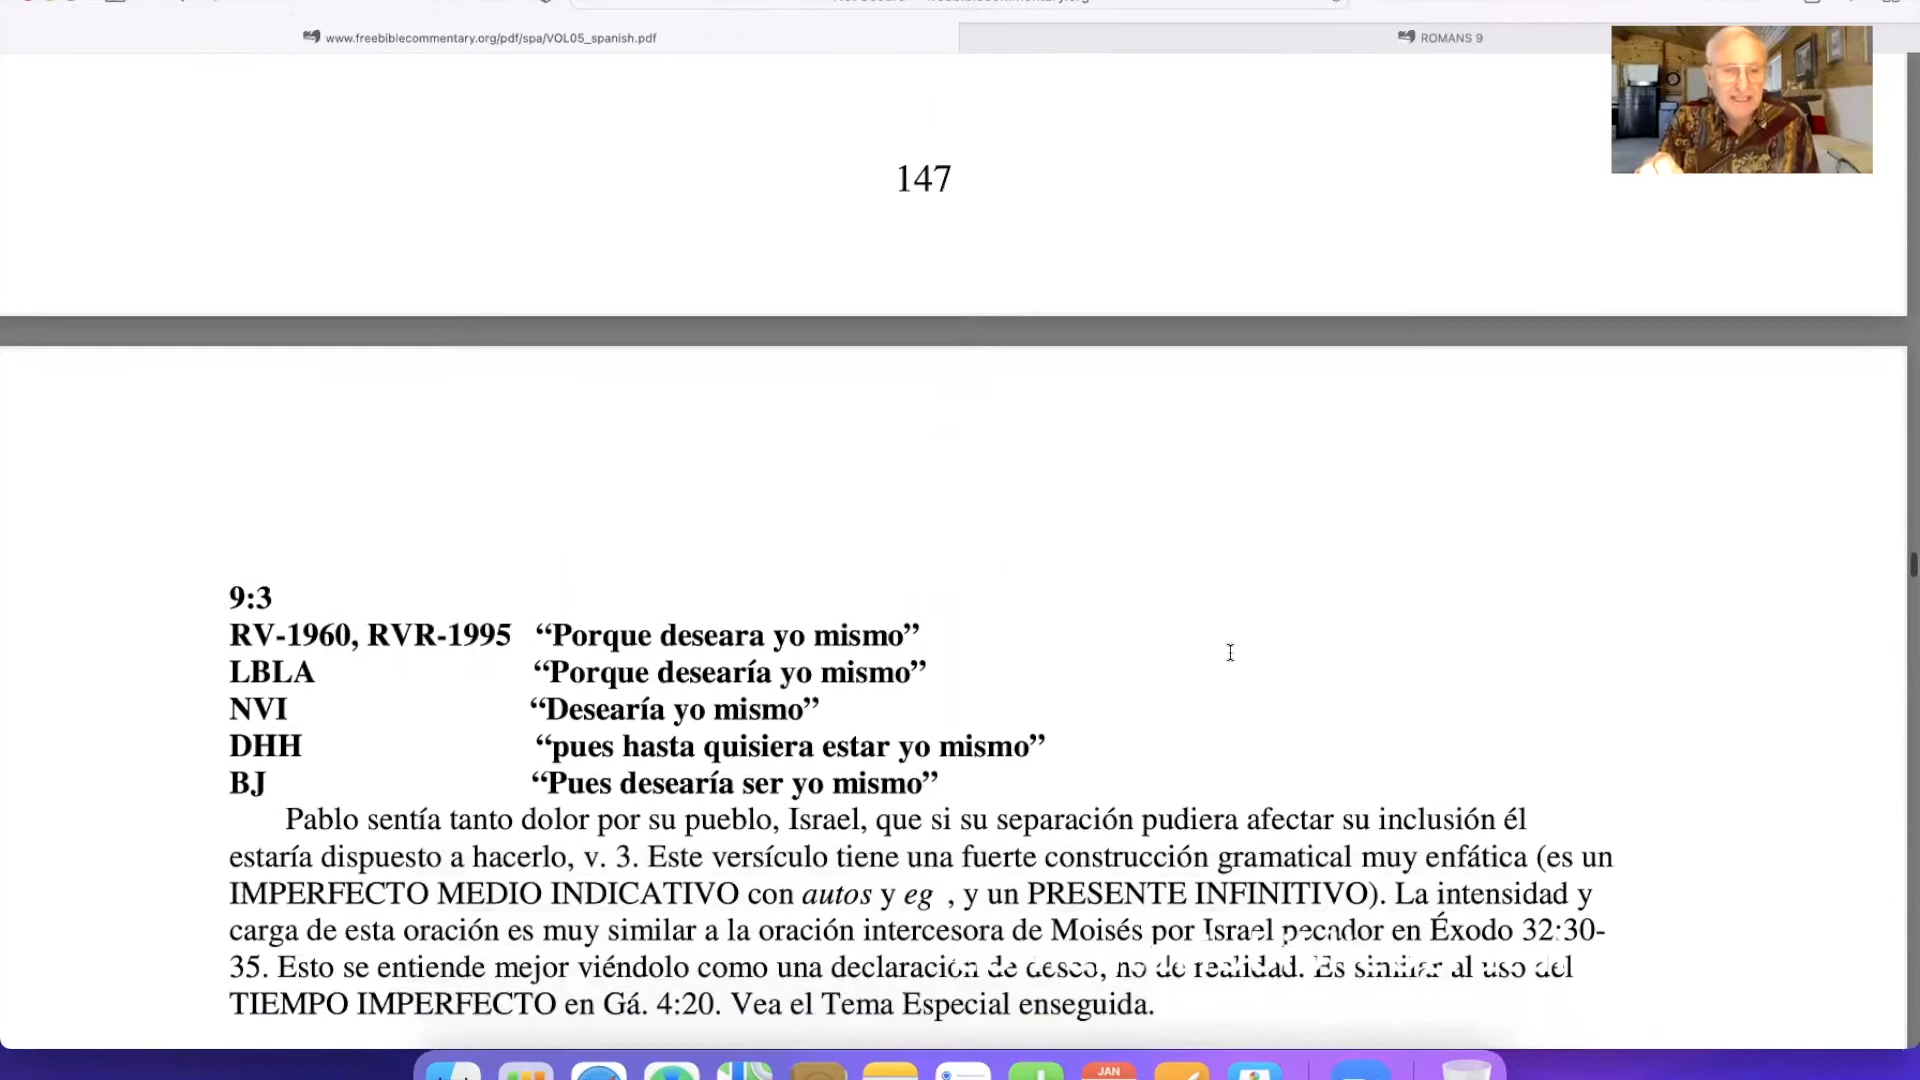 www.freebiblecommentary.org/pdf/spa/VOL05_spanish.pdf
ROMANS 9
147
9:3
RV-1960, RVR-1995 “Porque deseara yo mismo”
LBLA “Porque desearía yo mismo”
NVI “Desearía yo mismo”
DHH “pues hasta quisiera estar yo mismo”
BJ “Pues desearía ser yo mismo”
Pablo sentía tanto dolor por su pueblo, Israel, que si su separación pudiera afectar su inclusión él
estaría dispuesto a hacerlo, v. 3. Este versículo tiene una fuerte construcción gramatical muy enfática (es un
IMPERFECTO MEDIO INDICATIVO con autos y eg , y un PRESENTE INFINITIVO). La intensidad y
carga de esta oración es muy similar a la oración intercesora de Moisés por Israel pecador en Éxodo 32:30-
35. Esto se entiende mejor viéndolo como una declaración de deseo, no de realidad. Es similar al uso del
TIEMPO IMPERFECTO en Gá. 4:20. Vea el Tema Especial enseguida.
JAN